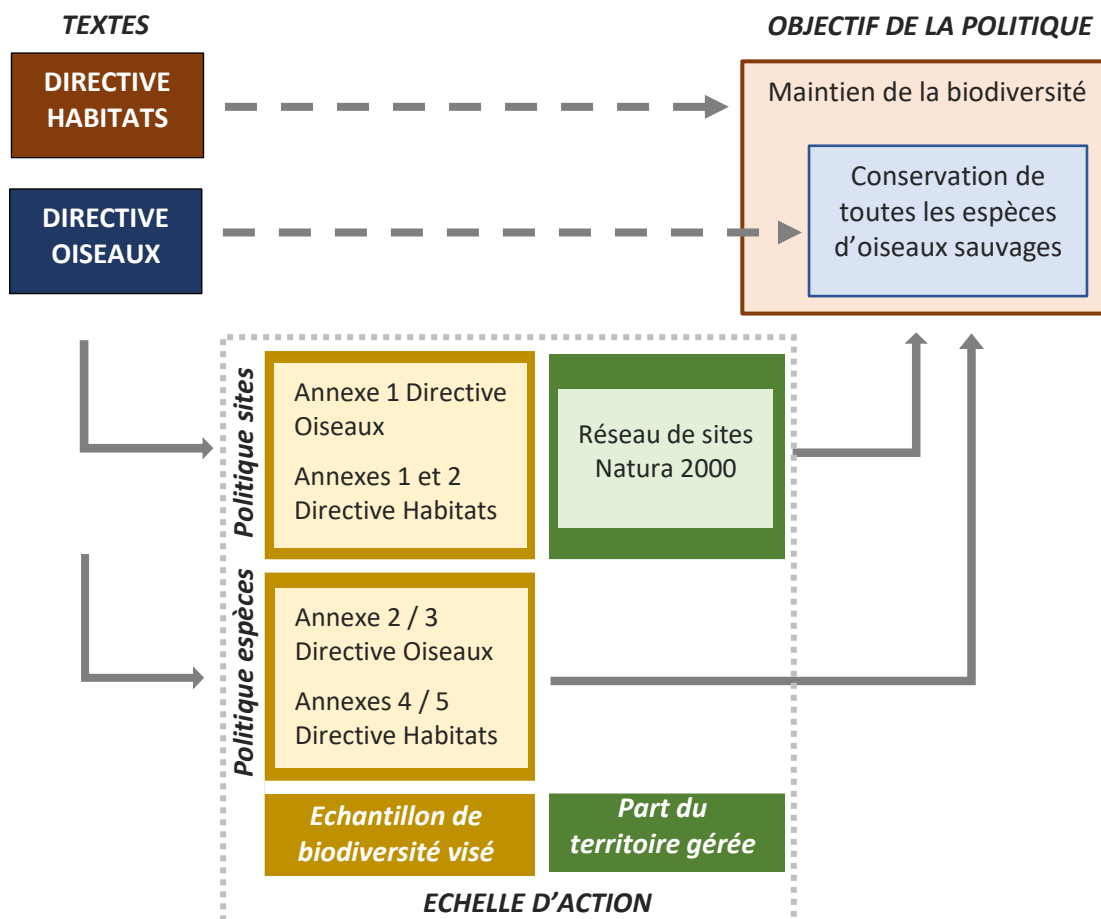 TEXTES
OBJECTIF DE LA POLITIQUE
DIRECTIVE
HABITATS
Maintien de la biodiversité
DIRECTIVE
OISEAUX
Conservation de
toutes les espèces
d’oiseaux sauvages
Politique sites
Annexe 1 Directive
Oiseaux
Annexes 1 et 2
Directive Habitats
Réseau de sites
Natura 2000
Politique espèces
Annexe 2 / 3
Directive Oiseaux
Annexes 4 / 5
Directive Habitats
Echantillon de
biodiversité visé
Part du
territoire gérée
ECHELLE D’ACTION